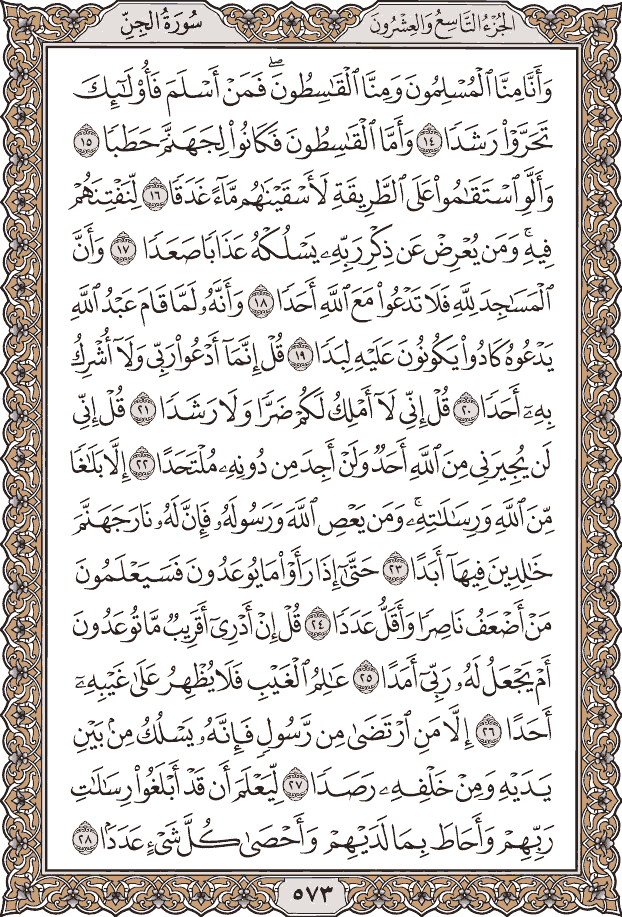 سُورَةُ الجِنّ
الجُزْءُ التَّاسِعُ وَالعِشْرُونَ
وَأَنَّا مِنَّا ٱلْمُسْلِمُونَ وَمِنَّا ٱلْقَٰسِطُونَۖ فَمَنْ أَسْلَمَ فَأُو۟لَٰٓئِكَ
تَحَرَّوْا۟ رَشَدٗا ١٤ وَأَمَّا ٱلْقَٰسِطُونَ فَكَانُوا۟ لِجَهَنَّمَ حَطَبٗا ١٥
وَأَلَّوِ ٱسْتَقَٰمُوا۟ عَلَى ٱلطَّرِيقَةِ لَأَسْقَيْنَٰهُم مَّآءً غَدَقٗا ١٦ لِّنَفْتِنَهُمْ
فِيهِۚ وَمَن يُعْرِضْ عَن ذِكْرِ رَبِّهِۦ يَسْلُكْهُ عَذَابٗا صَعَدٗا ١٧ وَأَنَّ
ٱلْمَسَٰجِدَ لِلَّهِ فَلَا تَدْعُوا۟ مَعَ ٱللَّهِ أَحَدٗا ١٨ وَأَنَّهُۥ لَمَّا قَامَ عَبْدُ ٱللَّهِ
يَدْعُوهُ كَادُوا۟ يَكُونُونَ عَلَيْهِ لِبَدٗا ١٩ قُلْ إِنَّمَآ أَدْعُوا۟ رَبِّي وَلَآ أُشْرِكُ
بِهِۦٓ أَحَدٗا ٢٠ قُلْ إِنِّي لَآ أَمْلِكُ لَكُمْ ضَرّٗا وَلَا رَشَدٗا ٢١ قُلْ إِنِّي
لَن يُجِيرَنِي مِنَ ٱللَّهِ أَحَدٞ وَلَنْ أَجِدَ مِن دُونِهِۦ مُلْتَحَدًا ٢٢ إِلَّا بَلَٰغٗا
مِّنَ ٱللَّهِ وَرِسَٰلَٰتِهِۦۚ وَمَن يَعْصِ ٱللَّهَ وَرَسُولَهُۥ فَإِنَّ لَهُۥ نَارَ جَهَنَّمَ
خَٰلِدِينَ فِيهَآ أَبَدًا ٢٣ حَتَّىٰٓ إِذَا رَأَوْا۟ مَا يُوعَدُونَ فَسَيَعْلَمُونَ
مَنْ أَضْعَفُ نَاصِرٗا وَأَقَلُّ عَدَدٗا ٢٤ قُلْ إِنْ أَدْرِيٓ أَقَرِيبٞ مَّا تُوعَدُونَ
أَمْ يَجْعَلُ لَهُۥ رَبِّيٓ أَمَدًا ٢٥ عَٰلِمُ ٱلْغَيْبِ فَلَا يُظْهِرُ عَلَىٰ غَيْبِهِۦٓ
أَحَدًا ٢٦ إِلَّا مَنِ ٱرْتَضَىٰ مِن رَّسُولٖ فَإِنَّهُۥ يَسْلُكُ مِنۢ بَيْنِ
يَدَيْهِ وَمِنْ خَلْفِهِۦ رَصَدٗا ٢٧ لِّيَعْلَمَ أَن قَدْ أَبْلَغُوا۟ رِسَٰلَٰتِ
رَبِّهِمْ وَأَحَاطَ بِمَا لَدَيْهِمْ وَأَحْصَىٰ كُلَّ شَيْءٍ عَدَدَۢا ٢٨
٥٧٣